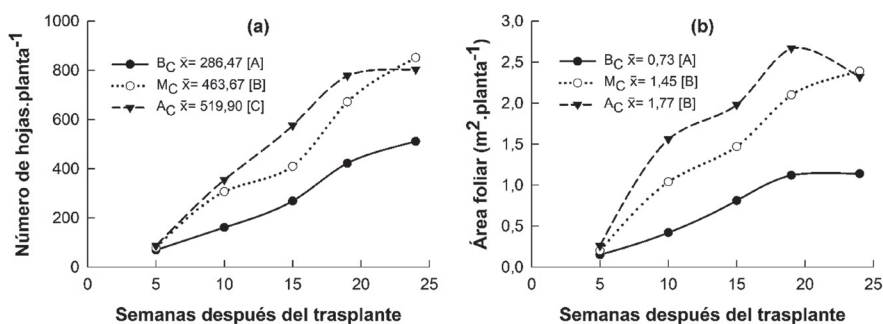 (a)
B_C x̄= 286,47 [A]
M_C x̄= 463,67 [B]
A_C x̄= 519,90 [C]
Número de hojas.planta⁻¹
1000
800
600
400
200
0
0 5 10 15 20 25
Semanas después del trasplante
(b)
B_C x̄= 0,73 [A]
M_C x̄= 1,45 [B]
A_C x̄= 1,77 [B]
Área foliar (m².planta⁻¹)
3,0
2,5
2,0
1,5
1,0
0,5
0,0
0 5 10 15 20 25
Semanas después del trasplante